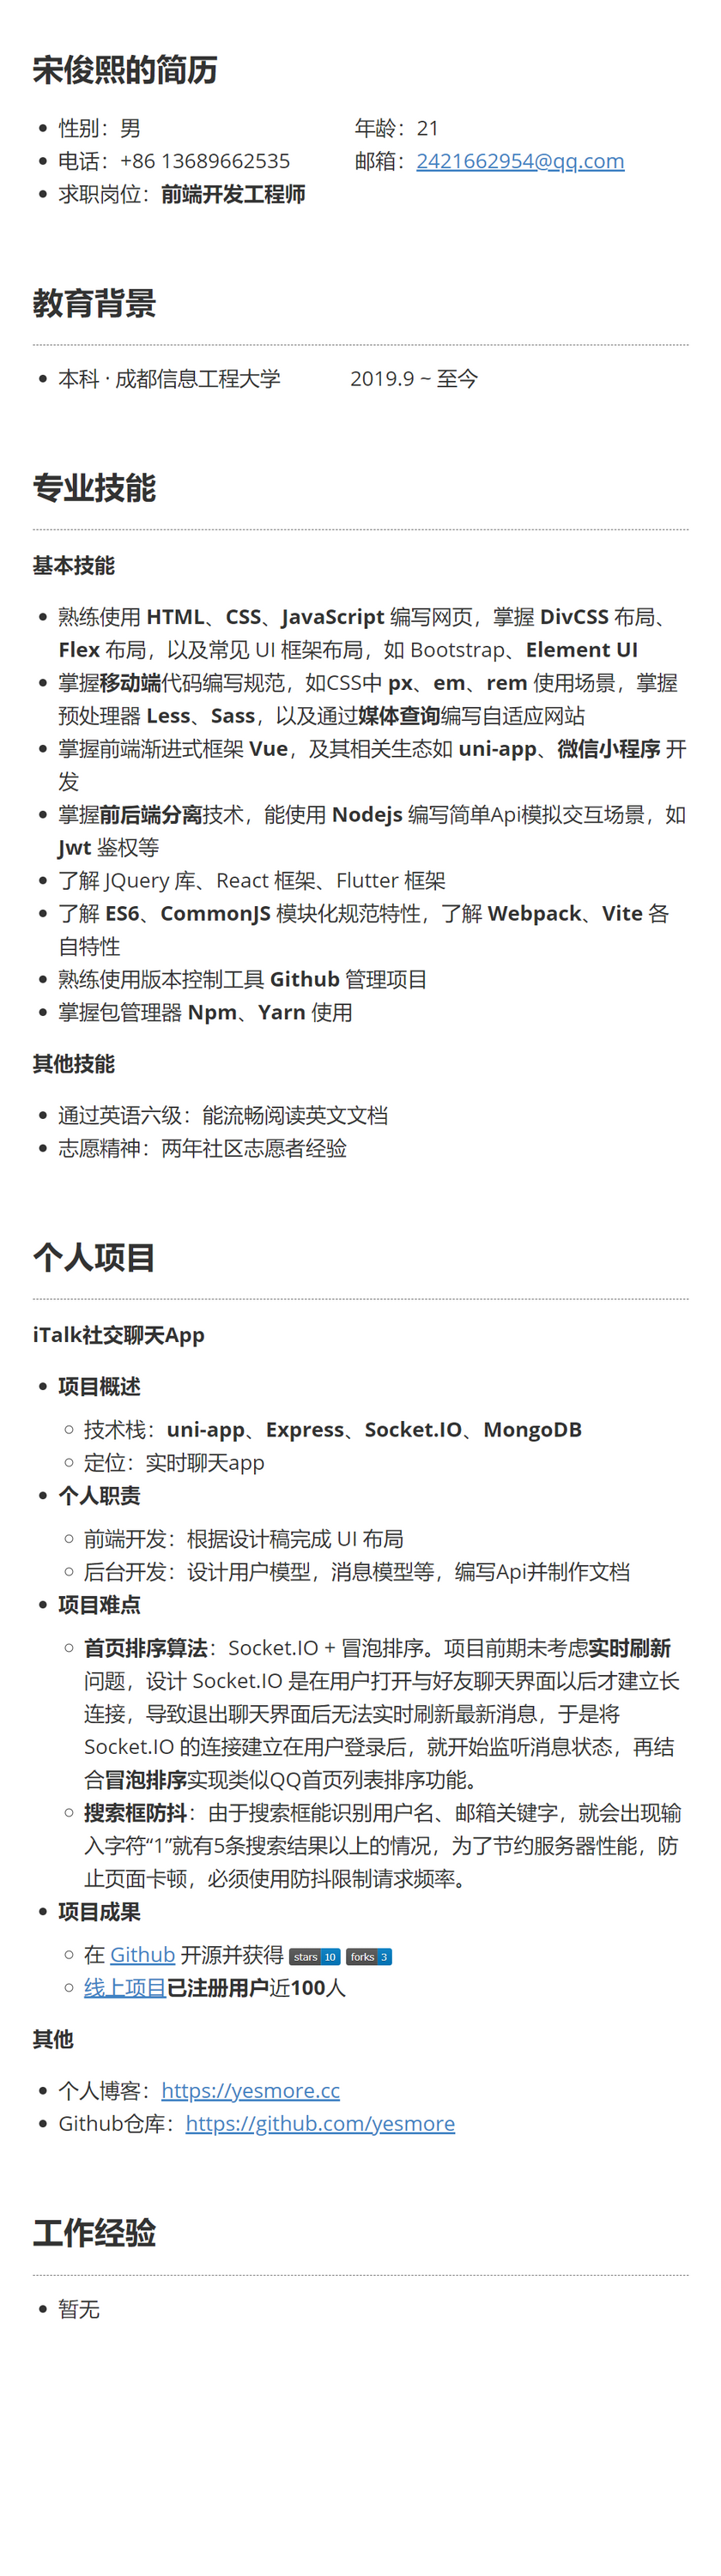 宋俊熙的简历
性别：男 年龄：21
电话：+86 13689662535 邮箱：2421662954@qq.com
求职岗位：前端开发工程师
教育背景
本科 · 成都信息工程大学 2019.9 ~ 至今
专业技能
基本技能
熟练使用 HTML、CSS、JavaScript 编写网页，掌握 DivCSS 布局、
Flex 布局，以及常见 UI 框架布局，如 Bootstrap、Element UI
掌握移动端代码编写规范，如CSS中 px、em、rem 使用场景，掌握
预处理器 Less、Sass，以及通过媒体查询编写自适应网站
掌握前端渐进式框架 Vue，及其相关生态如 uni-app、微信小程序 开
发
掌握前后端分离技术，能使用 Nodejs 编写简单Api模拟交互场景，如
Jwt 鉴权等
了解 JQuery 库、React 框架、Flutter 框架
了解 ES6、CommonJS 模块化规范特性，了解 Webpack、Vite 各
自特性
熟练使用版本控制工具 Github 管理项目
掌握包管理器 Npm、Yarn 使用
其他技能
通过英语六级：能流畅阅读英文文档
志愿精神：两年社区志愿者经验
个人项目
iTalk社交聊天App
项目概述
技术栈：uni-app、Express、Socket.IO、MongoDB
定位：实时聊天app
个人职责
前端开发：根据设计稿完成 UI 布局
后台开发：设计用户模型，消息模型等，编写Api并制作文档
项目难点
首页排序算法：Socket.IO + 冒泡排序。项目前期未考虑实时刷新
问题，设计 Socket.IO 是在用户打开与好友聊天界面以后才建立长
连接，导致退出聊天界面后无法实时刷新最新消息，于是将
Socket.IO 的连接建立在用户登录后，就开始监听消息状态，再结
合冒泡排序实现类似QQ首页列表排序功能。
搜索框防抖：由于搜索框能识别用户名、邮箱关键字，就会出现输
入字符“1”就有5条搜索结果以上的情况，为了节约服务器性能，防
止页面卡顿，必须使用防抖限制请求频率。
项目成果
在 Github 开源并获得 stars 10 forks 3
线上项目已注册用户近100人
其他
个人博客：https://yesmore.cc
Github仓库：https://github.com/yesmore
工作经验
暂无